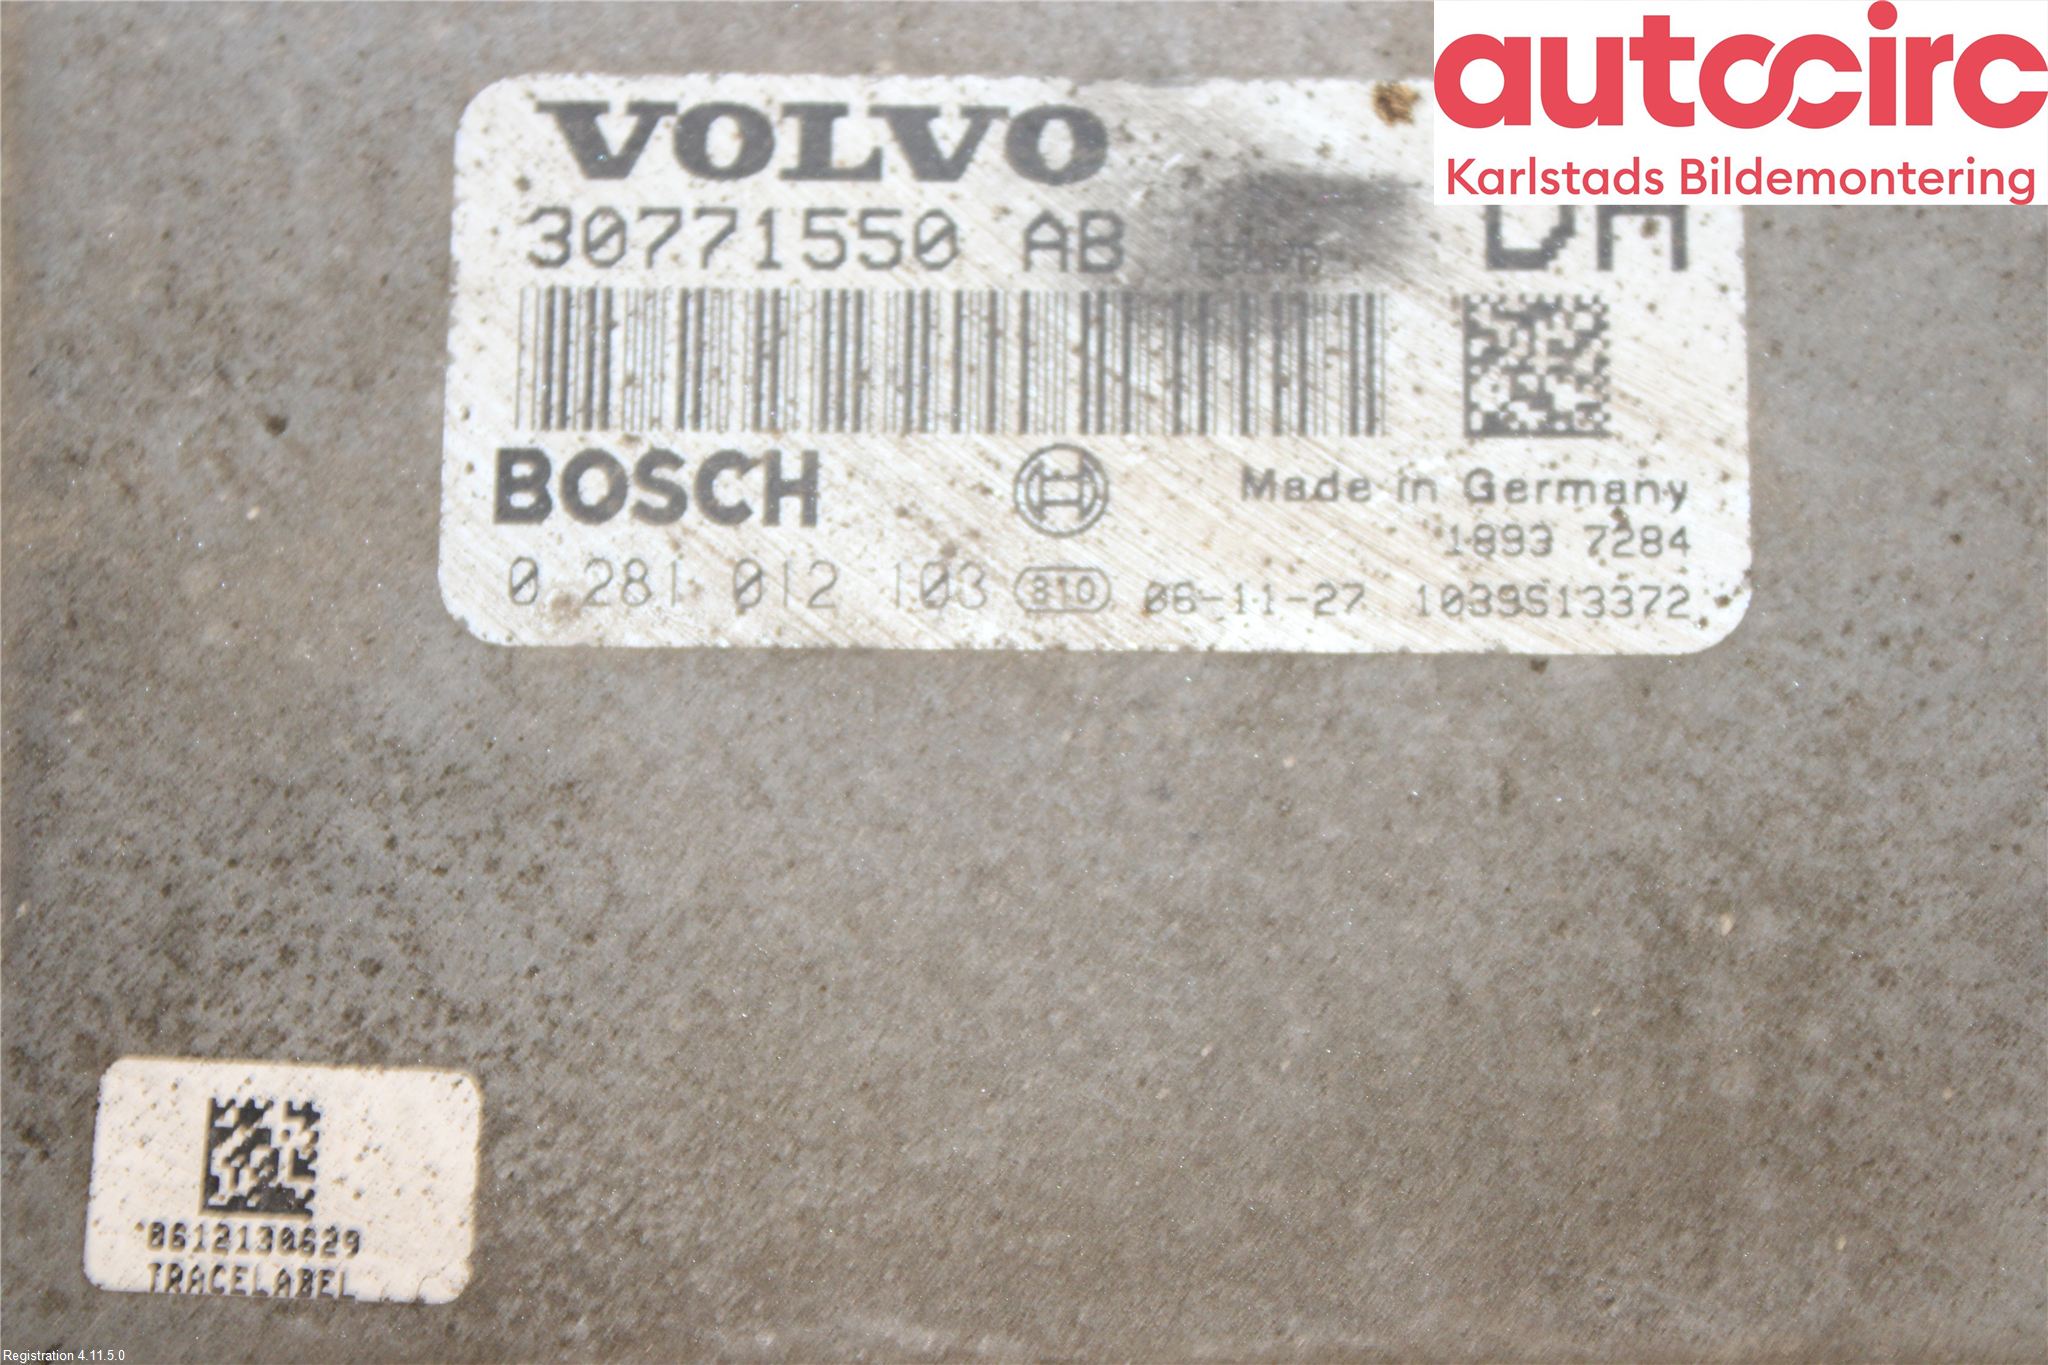 autocirc
Karlstads Bildemontering
VOLVO
30771550 AB
DA
BOSCH
Made in Germany
1893 7284
0 281 012 103 310 06-11-27 1039S13372
0612130629
TRACELABEL
Registration 4.11.5.0